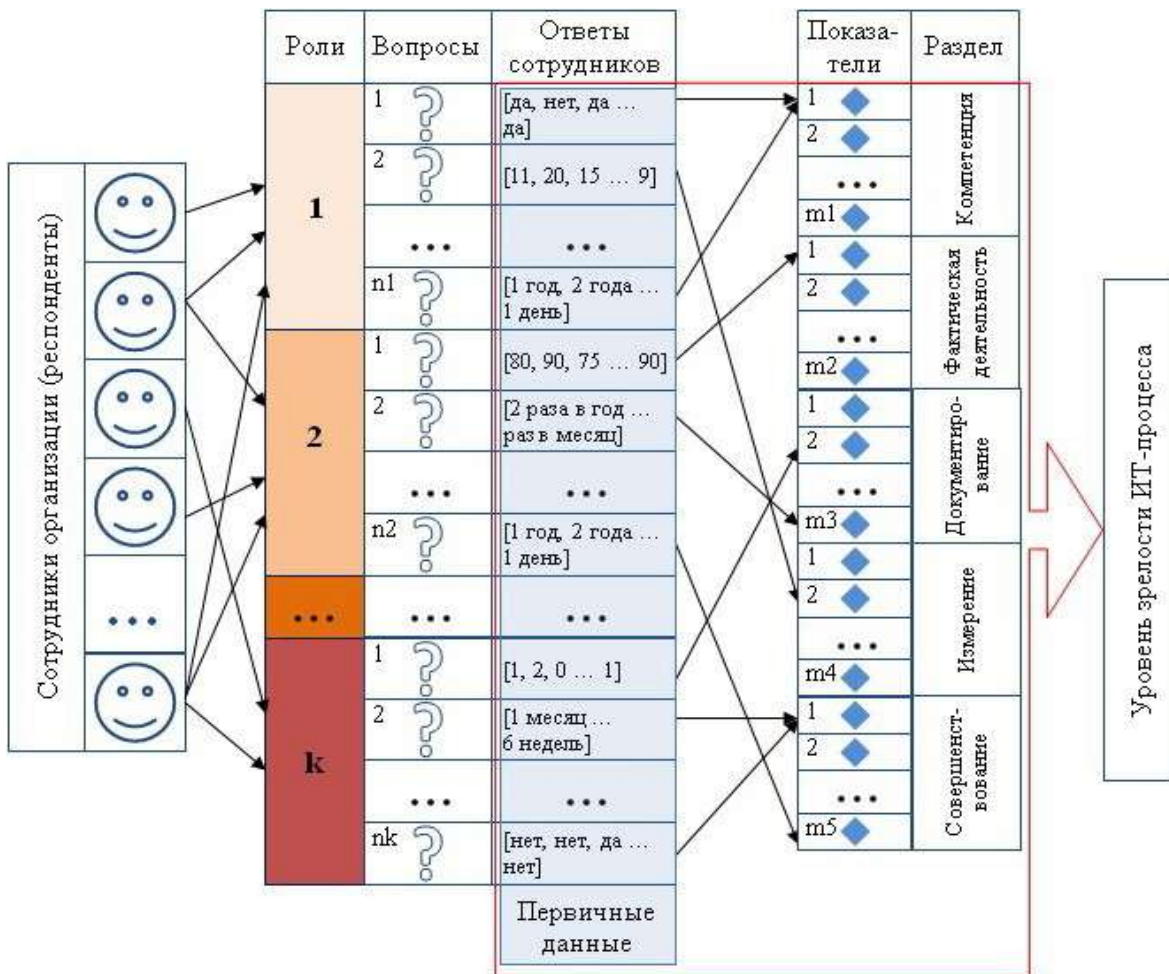 Сотрудники организации (респонденты)
Роли
Вопросы
Ответы
сотрудников
1
1
[да, нет, да ...
да]
2
[11, 20, 15 ... 9]
...
...
n1
[1 год, 2 года ...
1 день]
2
1
[80, 90, 75 ... 90]
2
[2 раза в год ...
раз в месяц]
...
...
n2
[1 год, 2 года ...
1 день]
...
...
...
k
1
[1, 2, 0 ... 1]
2
[1 месяц ...
6 недель]
...
...
nk
[нет, нет, да ...
нет]
Первичные
данные
Показа-
тели
Раздел
1
2
...
m1
Компетенция
1
2
...
m2
Фактическая
деятельность
1
2
...
m3
Документиро-
вание
1
2
...
m4
Измерение
1
2
...
m5
Совершенст-
вование
Уровень зрелости ИТ-процесса